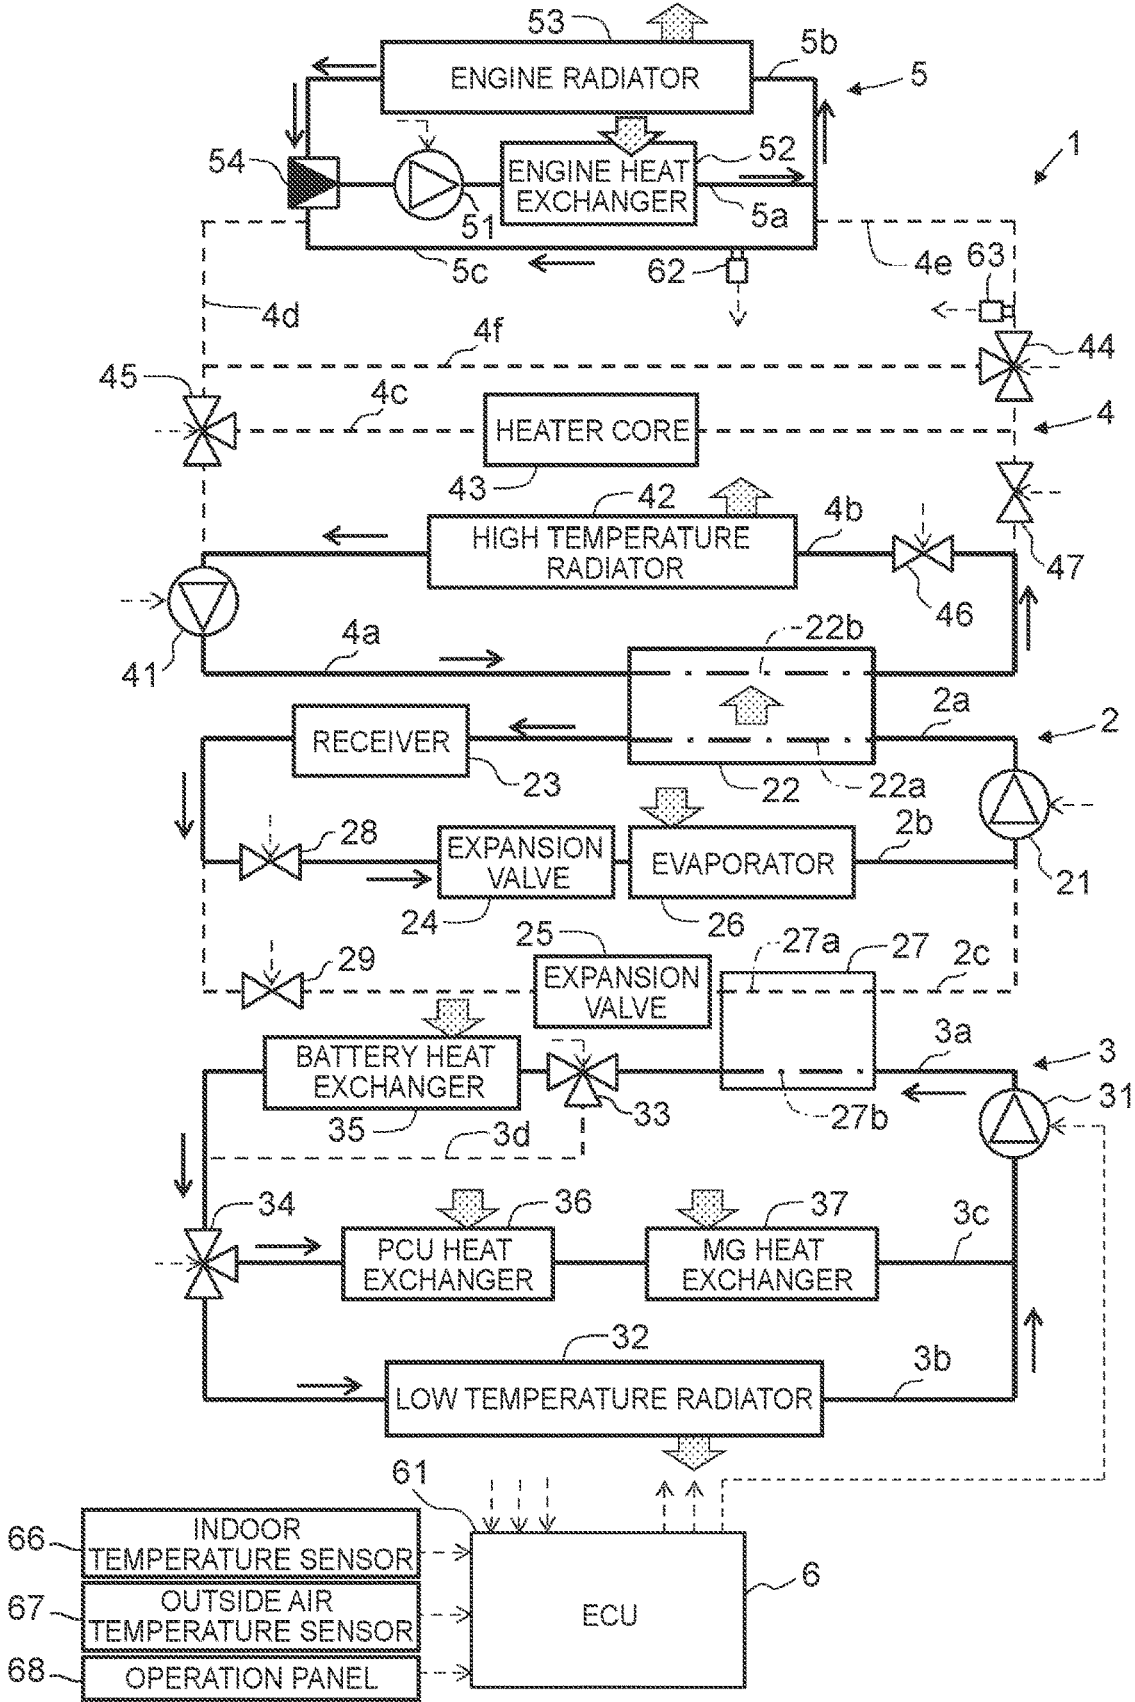 53
5b
5
ENGINE RADIATOR
1
54
52
ENGINE HEAT
EXCHANGER
51
5a
5c
62
4e
63
4d
4f
44
45
4c
4
HEATER CORE
43
42
4b
HIGH TEMPERATURE
RADIATOR
47
46
41
4a
22b
2a
2
RECEIVER
23
22
22a
28
EXPANSION
VALVE
EVAPORATOR
2b
21
24
26
25
27a
27
2c
29
EXPANSION
VALVE
BATTERY HEAT
EXCHANGER
3a
3
31
35
33
27b
3d
34
36
37
3c
PCU HEAT
EXCHANGER
MG HEAT
EXCHANGER
32
3b
LOW TEMPERATURE RADIATOR
61
66
INDOOR
TEMPERATURE SENSOR
6
67
OUTSIDE AIR
TEMPERATURE SENSOR
ECU
68
OPERATION PANEL